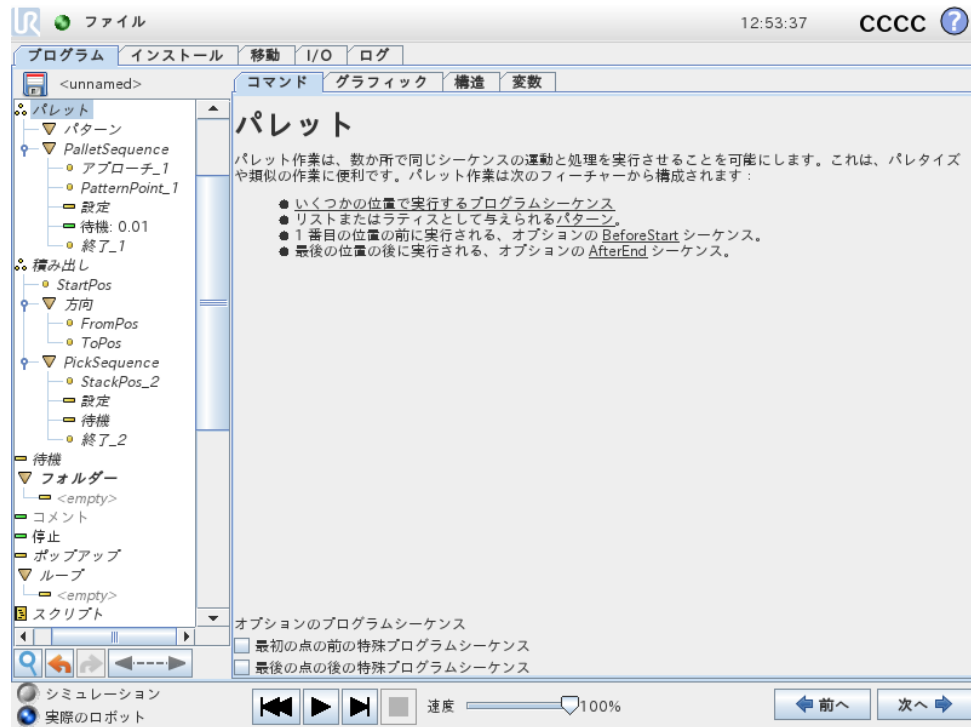 UR ファイル 12:53:37 CCCC ?
プログラム インストール 移動 I/O ログ
<unnamed>
コマンド グラフィック 構造 変数
パレット
パターン
PalletSequence
アプローチ_1
PatternPoint_1
設定
待機: 0.01
終了_1
積み出し
StartPos
方向
FromPos
ToPos
PickSequence
StackPos_2
設定
待機
終了_2
待機
フォルダー
<empty>
コメント
停止
ポップアップ
ループ
<empty>
スクリプト
パレット
パレット作業は、数か所で同じシーケンスの運動と処理を実行させることを可能にします。これは、パレタイズ
や類似の作業に便利です。パレット作業は次のフィーチャーから構成されます：
● いくつかの位置で実行するプログラムシーケンス
● リストまたはラティスとして与えられるパターン。
● 1 番目の位置の前に実行される、オプションの BeforeStart シーケンス。
● 最後の位置の後に実行される、オプションの AfterEnd シーケンス。
オプションのプログラムシーケンス
最初の点の前の特殊プログラムシーケンス
最後の点の後の特殊プログラムシーケンス
シミュレーション
実際のロボット
速度 100%
前へ 次へ